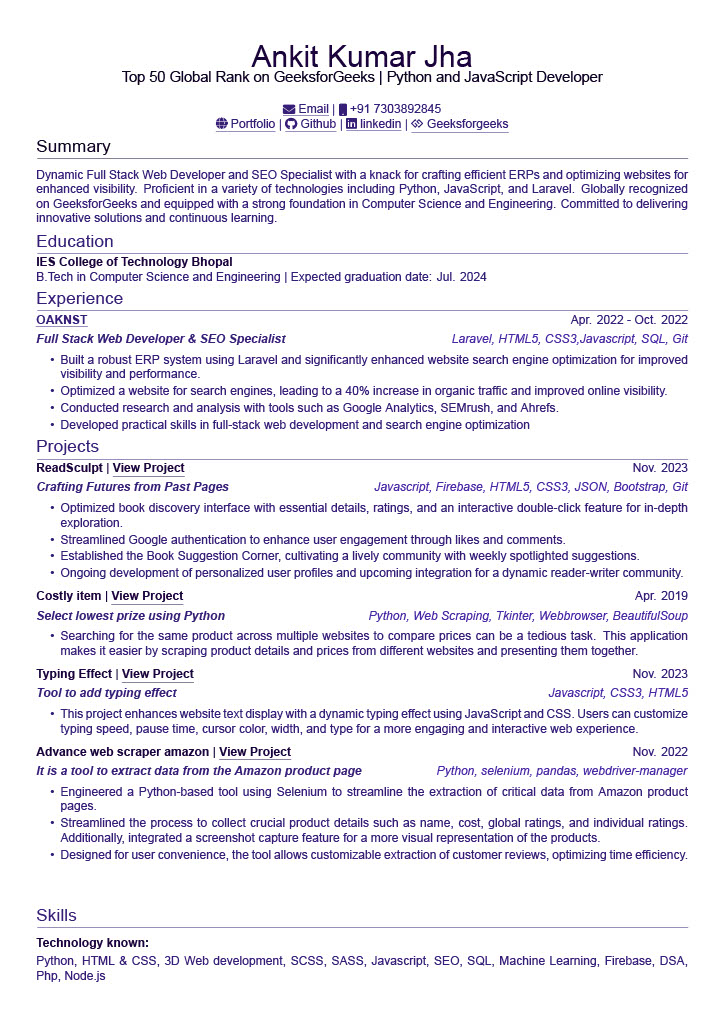 Ankit Kumar Jha
Top 50 Global Rank on GeeksforGeeks | Python and JavaScript Developer
Email | +91 7303892845
Portfolio | Github | linkedin | Geeksforgeeks
Summary
Dynamic Full Stack Web Developer and SEO Specialist with a knack for crafting efficient ERPs and optimizing websites for
enhanced visibility. Proficient in a variety of technologies including Python, JavaScript, and Laravel. Globally recognized
on GeeksforGeeks and equipped with a strong foundation in Computer Science and Engineering. Committed to delivering
innovative solutions and continuous learning.
Education
IES College of Technology Bhopal
B.Tech in Computer Science and Engineering | Expected graduation date: Jul. 2024
Experience
OAKNST Apr. 2022 - Oct. 2022
Full Stack Web Developer & SEO Specialist Laravel, HTML5, CSS3,Javascript, SQL, Git
• Built a robust ERP system using Laravel and significantly enhanced website search engine optimization for improved
visibility and performance.
• Optimized a website for search engines, leading to a 40% increase in organic traffic and improved online visibility.
• Conducted research and analysis with tools such as Google Analytics, SEMrush, and Ahrefs.
• Developed practical skills in full-stack web development and search engine optimization
Projects
ReadSculpt | View Project Nov. 2023
Crafting Futures from Past Pages Javascript, Firebase, HTML5, CSS3, JSON, Bootstrap, Git
• Optimized book discovery interface with essential details, ratings, and an interactive double-click feature for in-depth
exploration.
• Streamlined Google authentication to enhance user engagement through likes and comments.
• Established the Book Suggestion Corner, cultivating a lively community with weekly spotlighted suggestions.
• Ongoing development of personalized user profiles and upcoming integration for a dynamic reader-writer community.
Costly item | View Project Apr. 2019
Select lowest prize using Python Python, Web Scraping, Tkinter, Webbrowser, BeautifulSoup
• Searching for the same product across multiple websites to compare prices can be a tedious task. This application
makes it easier by scraping product details and prices from different websites and presenting them together.
Typing Effect | View Project Nov. 2023
Tool to add typing effect Javascript, CSS3, HTML5
• This project enhances website text display with a dynamic typing effect using JavaScript and CSS. Users can customize
typing speed, pause time, cursor color, width, and type for a more engaging and interactive web experience.
Advance web scraper amazon | View Project Nov. 2022
It is a tool to extract data from the Amazon product page Python, selenium, pandas, webdriver-manager
• Engineered a Python-based tool using Selenium to streamline the extraction of critical data from Amazon product
pages.
• Streamlined the process to collect crucial product details such as name, cost, global ratings, and individual ratings.
Additionally, integrated a screenshot capture feature for a more visual representation of the products.
• Designed for user convenience, the tool allows customizable extraction of customer reviews, optimizing time efficiency.
Skills
Technology known:
Python, HTML & CSS, 3D Web development, SCSS, SASS, Javascript, SEO, SQL, Machine Learning, Firebase, DSA,
Php, Node.js